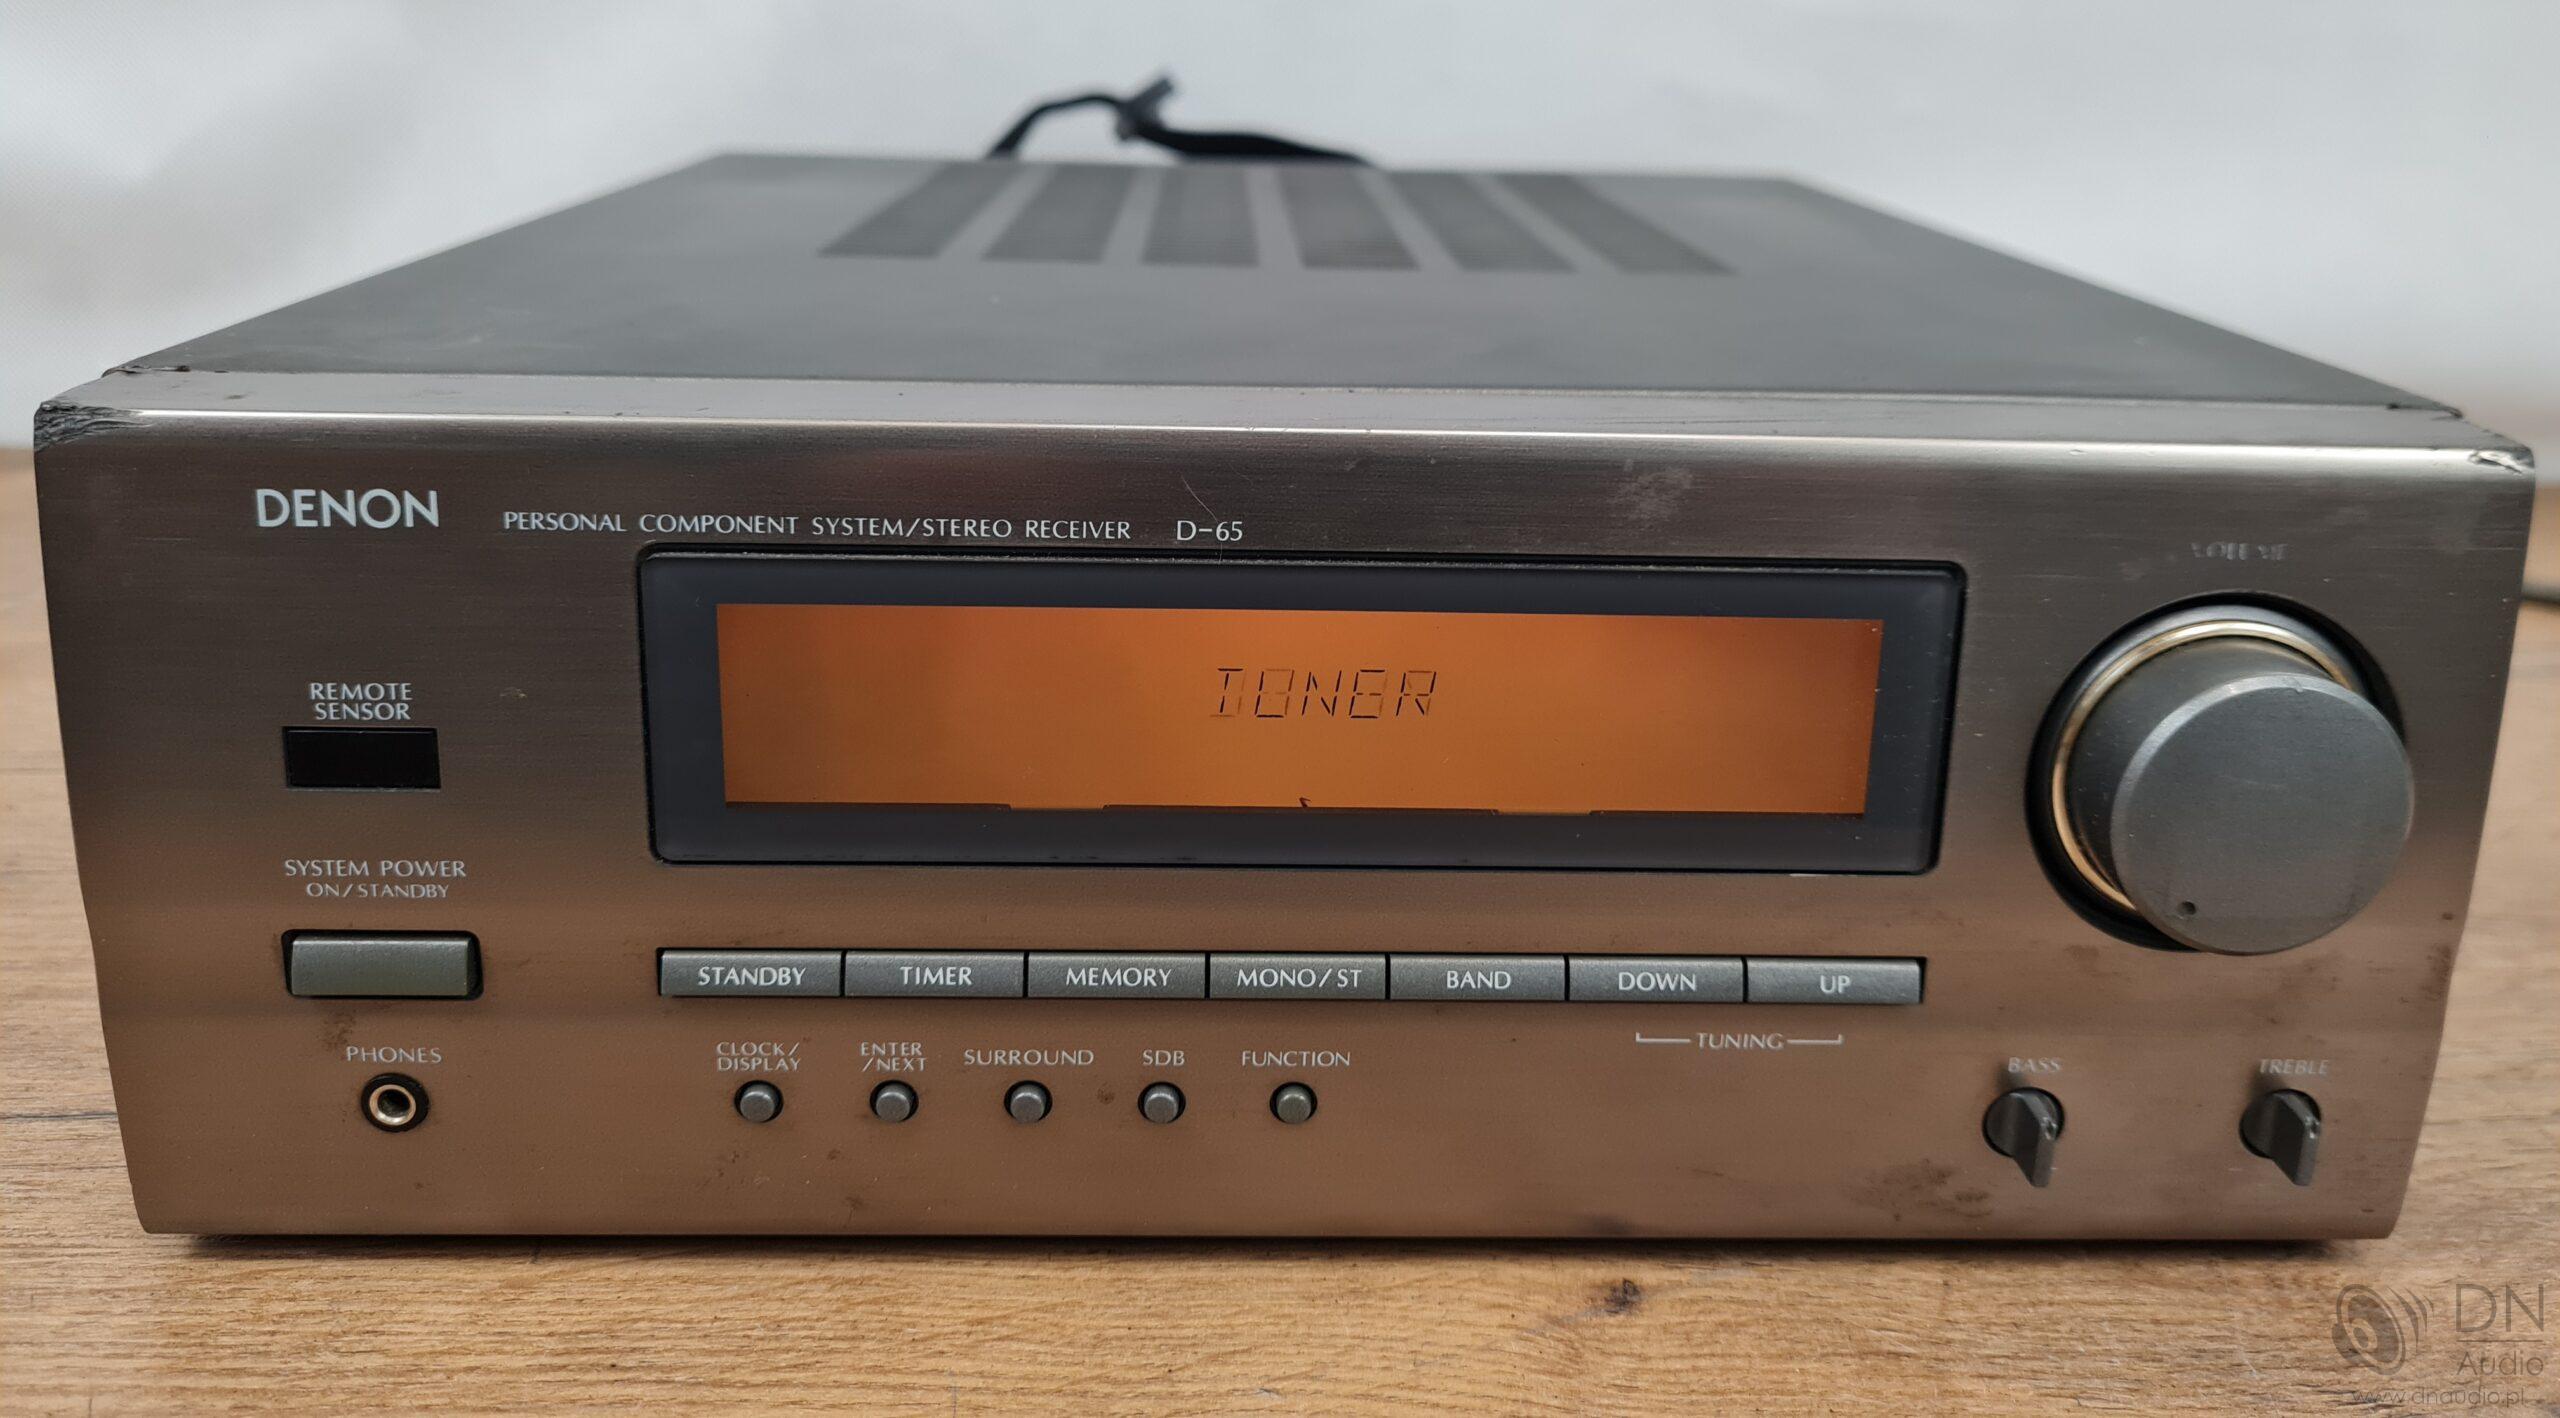 DENON
PERSONAL COMPONENT SYSTEM/STEREO RECEIVER D-65
VOLUME
TUNER
REMOTE
SENSOR
SYSTEM POWER
ON/STANDBY
STANDBY
TIMER
MEMORY
MONO/ST
BAND
DOWN
UP
TUNING
PHONES
CLOCK/
DISPLAY
ENTER
/NEXT
SURROUND
SDB
FUNCTION
BASS
TREBLE
DN
Audio
www.dnaudio.pl